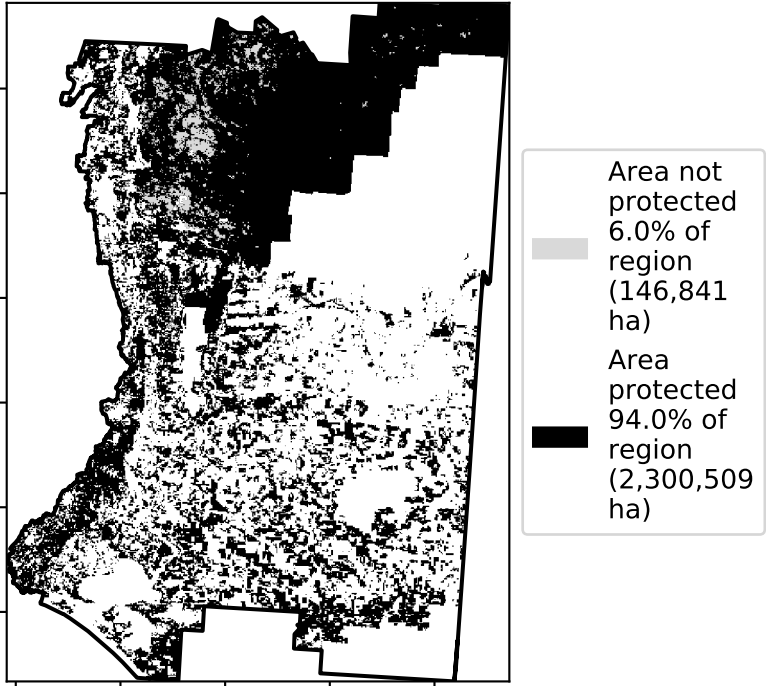 Area not
protected
6.0% of
region
(146,841
ha)
Area
protected
94.0% of
region
(2,300,509
ha)